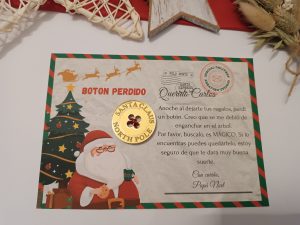 BOTON PERDIDO
SANTA CLAUS
NORTH POLE
Querido Carlos
Anoche al dejarte tus regalos, perdí
un botón. Creo que se me debió de
enganchar en el árbol.
Por favor, búscalo, es MÁGICO. Si lo
encuentras puedes quedártelo, estoy
seguro de que te dara muy buena
suerte.
Con cariño,
Papá Noel